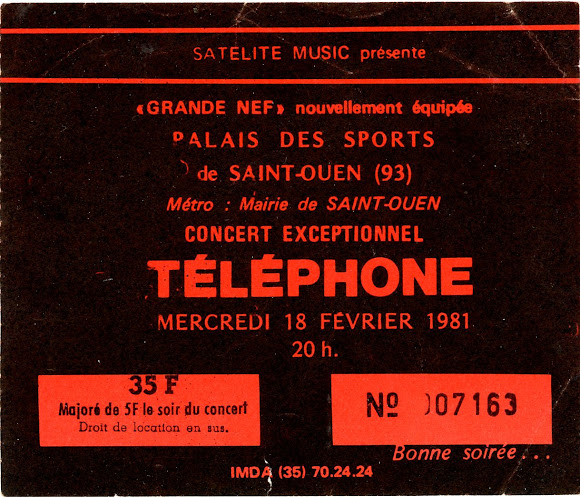 SATELITE MUSIC présente
«GRANDE NEF» nouvellement équipée
PALAIS DES SPORTS
de SAINT-OUEN (93)
Métro : Mairie de SAINT-OUEN
CONCERT EXCEPTIONNEL
TÉLÉPHONE
MERCREDI 18 FÉVRIER 1981
20 h.
35 F
Majoré de 5F le soir du concert
Droit de location en sus.
Nº 007163
Bonne soirée...
IMDA (35) 70.24.24